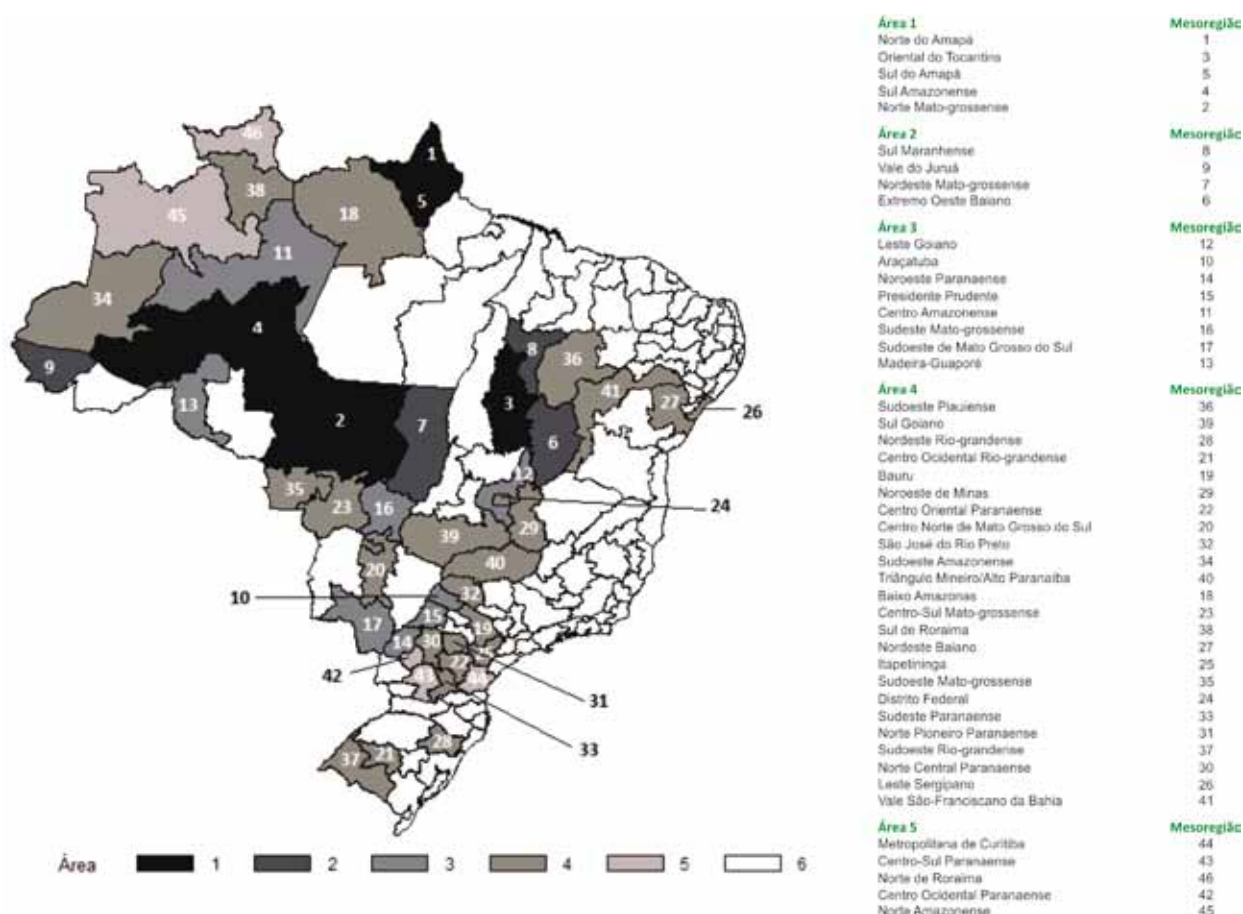 46
1
38
5
18
45
11
34
4
8
36
9
41
27
3
26
13
2
7
6
12
35
24
23
16
29
39
40
20
10
32
15
17
19
14
30
42
22
43
44
31
33
28
21
37
Área 1 2 3 4 5 6
Área 1 Mesoregião
Norte do Amapá 1
Oriental do Tocantins 3
Sul do Amapá 5
Sul Amazonense 4
Norte Mato-grossense 2
Área 2 Mesoregião
Sul Maranhense 8
Vale do Juruá 9
Nordeste Mato-grossense 7
Extremo Oeste Baiano 6
Área 3 Mesoregião
Leste Goiano 12
Araçatuba 10
Noroeste Paranaense 14
Presidente Prudente 15
Centro Amazonense 11
Sudeste Mato-grossense 16
Sudoeste de Mato Grosso do Sul 17
Madeira-Guaporé 13
Área 4 Mesoregião
Sudoeste Piauiense 36
Sul Goiano 39
Nordeste Rio-grandense 28
Centro Ocidental Rio-grandense 21
Bauru 19
Noroeste de Minas 29
Centro Oriental Paranaense 22
Centro Norte de Mato Grosso do Sul 20
São José do Rio Preto 32
Sudoeste Amazonense 34
Triângulo Mineiro/Alto Paranaíba 40
Baixo Amazonas 18
Centro-Sul Mato-grossense 23
Sul de Roraima 38
Nordeste Baiano 27
Itapetininga 25
Sudoeste Mato-grossense 35
Distrito Federal 24
Sudeste Paranaense 33
Norte Pioneiro Paranaense 31
Sudoeste Rio-grandense 37
Norte Central Paranaense 30
Leste Sergipano 26
Vale São-Franciscano da Bahia 41
Área 5 Mesoregião
Metropolitana de Curitiba 44
Centro-Sul Paranaense 43
Norte de Roraima 46
Centro Ocidental Paranaense 42
Norte Amazonense 45